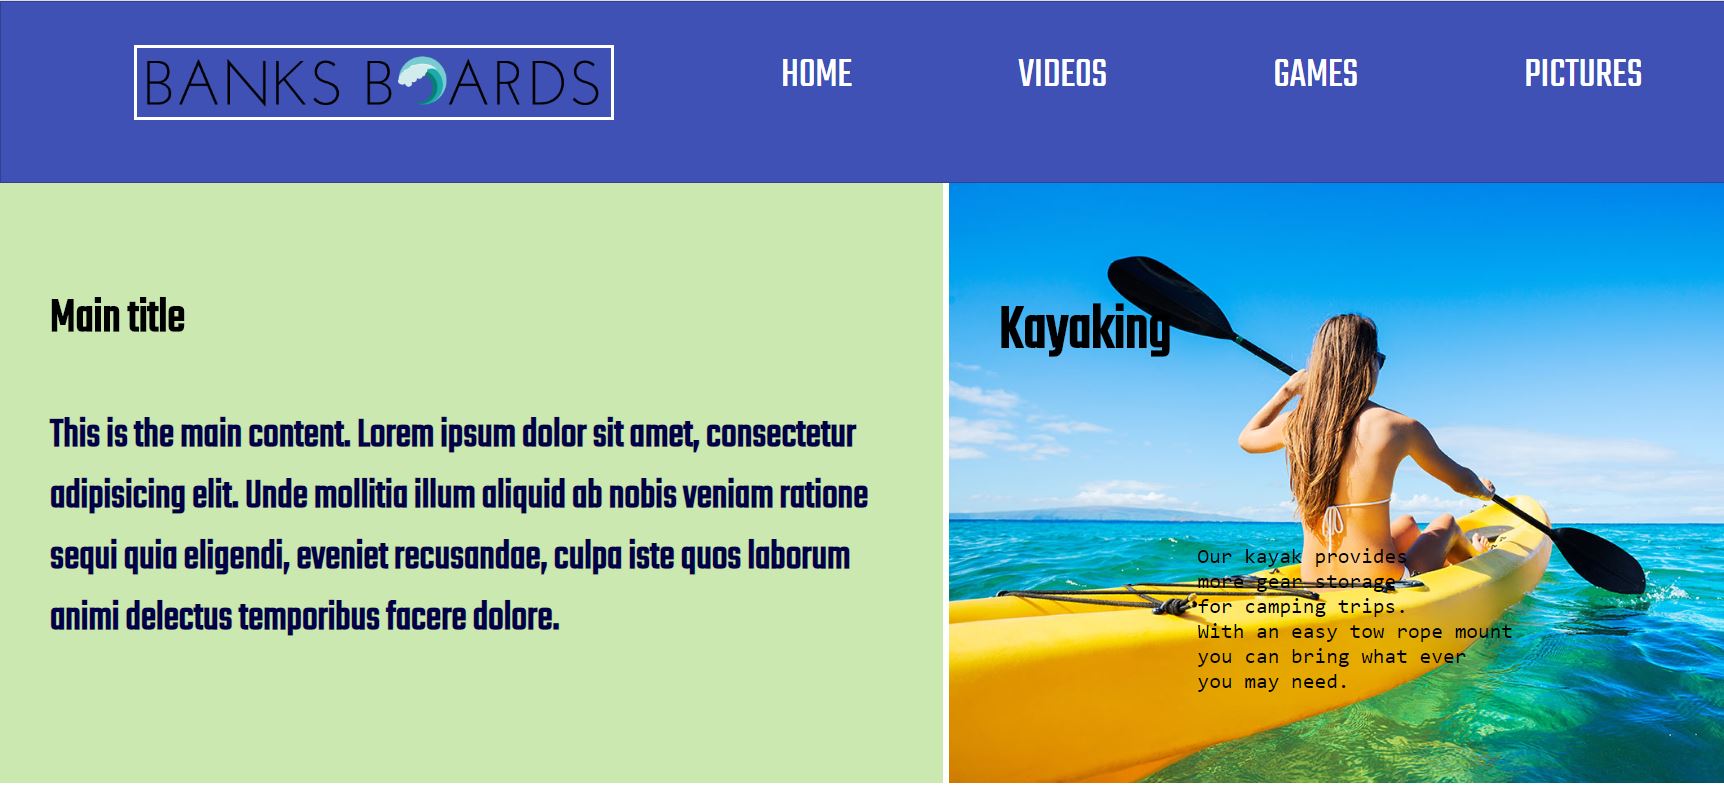 BANKS BOARDS
HOME VIDEOS GAMES PICTURES
Main title
This is the main content. Lorem ipsum dolor sit amet, consectetur
adipisicing elit. Unde mollitia illum aliquid ab nobis veniam ratione
sequi quia eligendi, eveniet recusandae, culpa iste quos laborum
animi delectus temporibus facere dolore.
Kayaking
Our kayak provides
more gear storage
for camping trips.
With an easy tow rope mount
you can bring what ever
you may need.